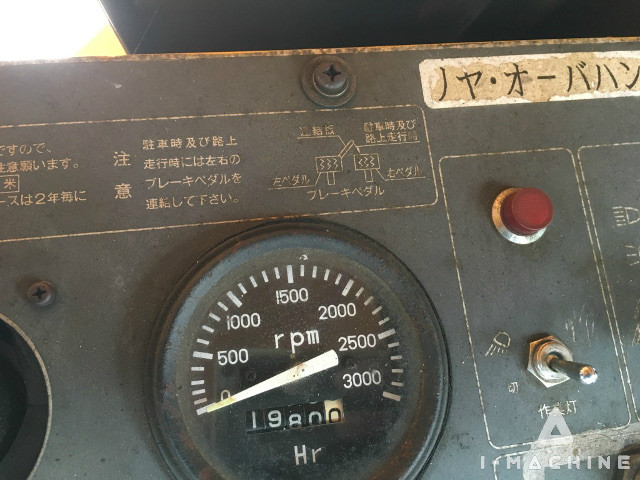 ノヤ・オーバハン
ですので、
注意願います。
米
ースは2年毎に
注意
駐車時及び路上
走行時には左右の
ブレーキペダルを
連結して下さい。
連結板
駐車時及び
路上走行時
左ペダル
右ペダル
ブレーキペダル
0
500
1000
1500
2000
2500
3000
rpm
19800
Hr
切
作業灯
I-MACHINE